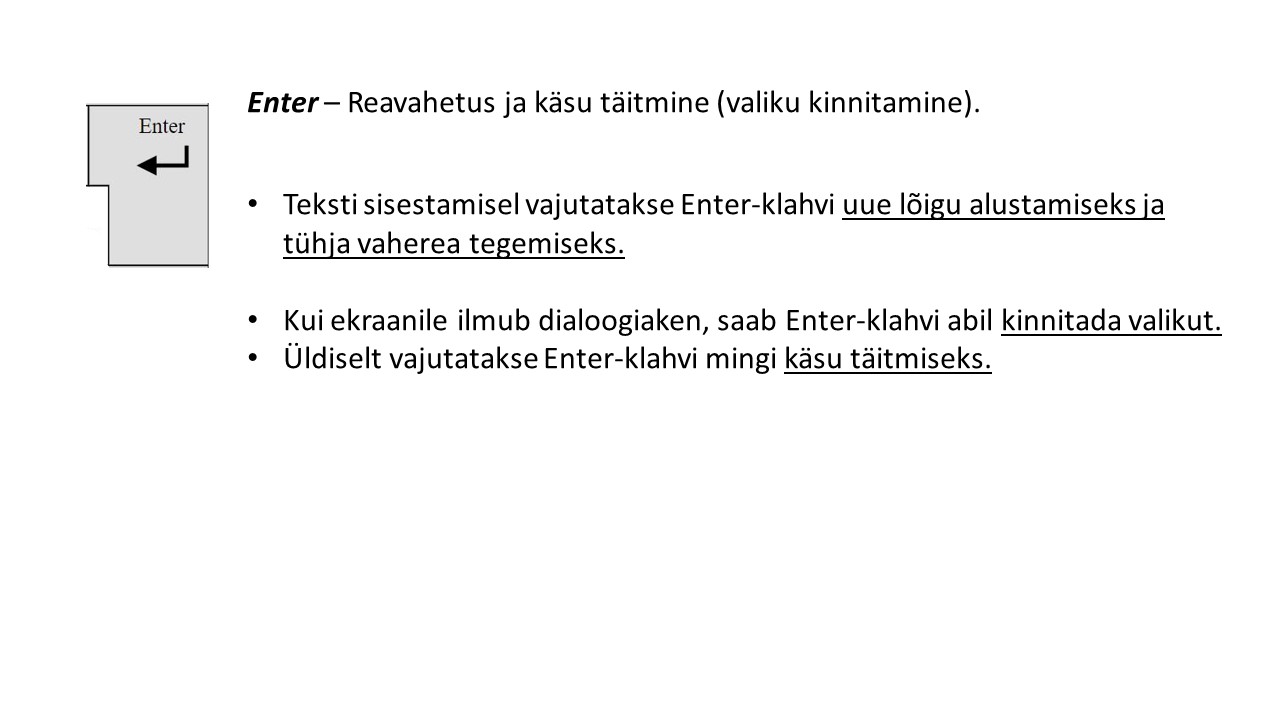 Enter – Reavahetus ja käsu täitmine (valiku kinnitamine).
Enter
• Teksti sisestamisel vajutatakse Enter-klahvi uue lõigu alustamiseks ja
tühja vaherea tegemiseks.
• Kui ekraanile ilmub dialoogiaken, saab Enter-klahvi abil kinnitada valikut.
• Üldiselt vajutatakse Enter-klahvi mingi käsu täitmiseks.